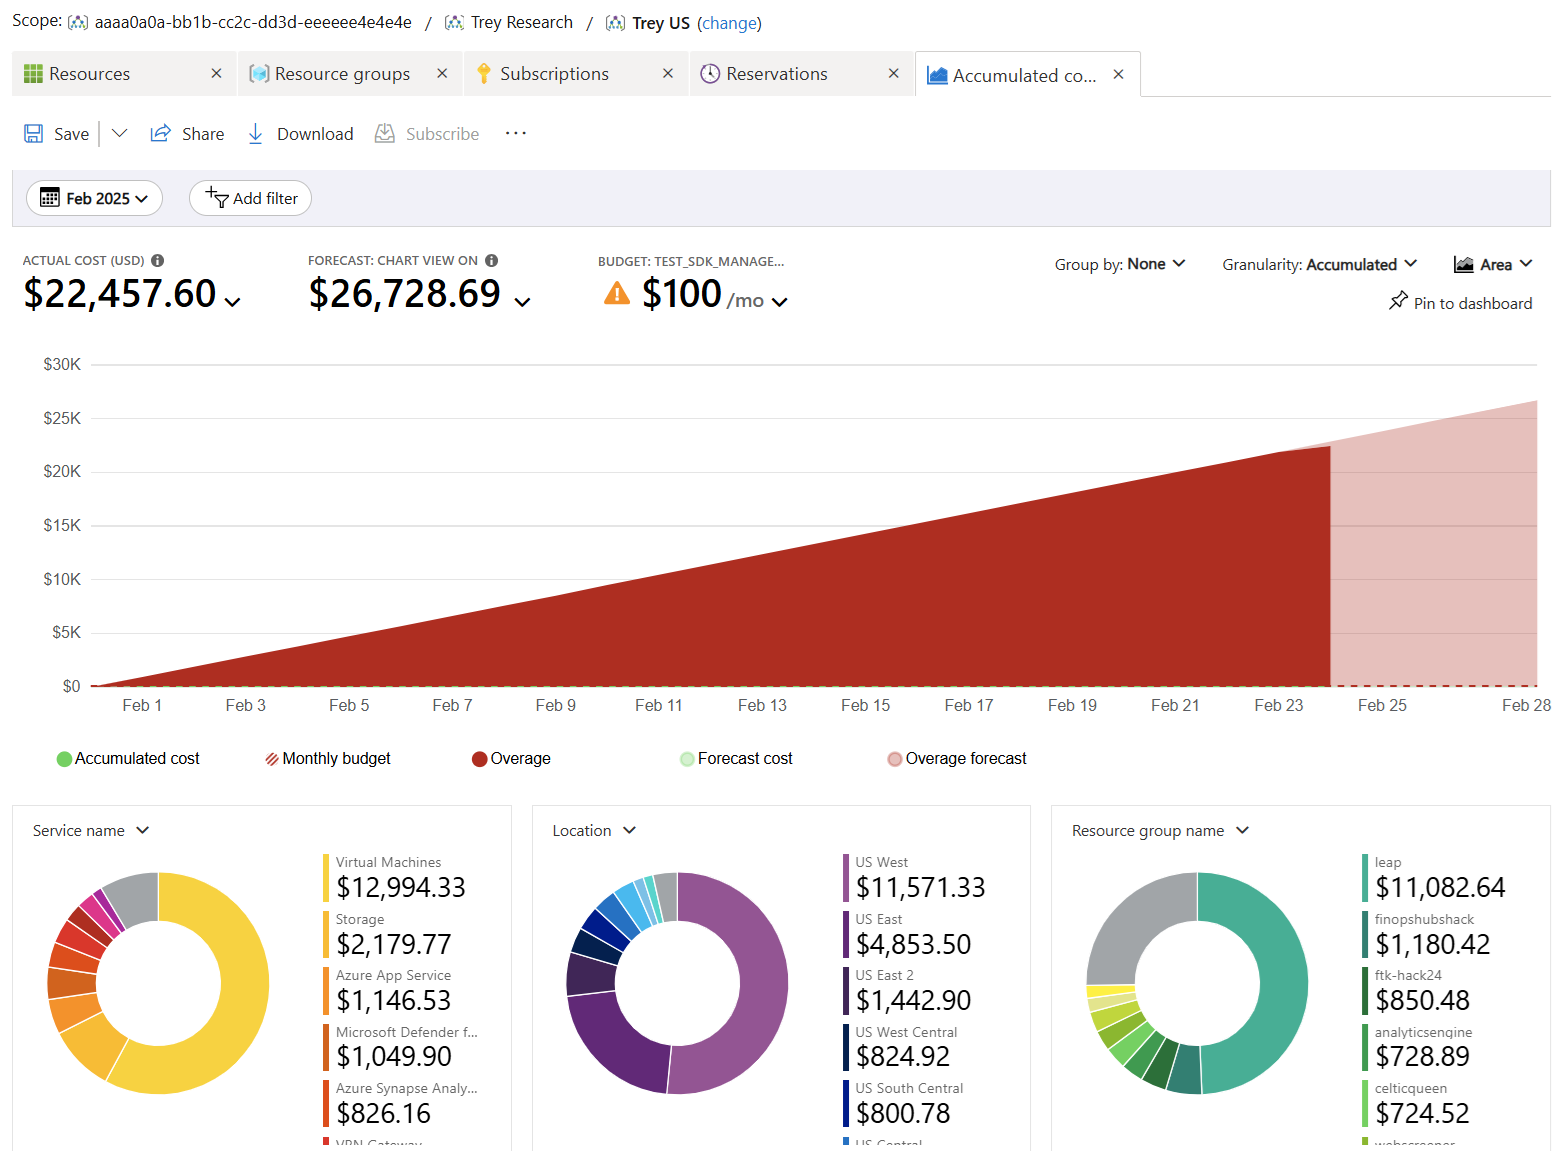 Scope: aaaa0a0a-bb1b-cc2c-dd3d-eeeeee4e4e4e / Trey Research / Trey US (change)
Resources × Resource groups × Subscriptions × Reservations × Accumulated co... ×
Save Share Download Subscribe ...
Feb 2025 Add filter
ACTUAL COST (USD) FORECAST: CHART VIEW ON BUDGET: TEST_SDK_MANAGE...
$22,457.60 $26,728.69 $100 /mo
Group by: None Granularity: Accumulated Area
Pin to dashboard
$30K
$25K
$20K
$15K
$10K
$5K
$0
Feb 1 Feb 3 Feb 5 Feb 7 Feb 9 Feb 11 Feb 13 Feb 15 Feb 17 Feb 19 Feb 21 Feb 23 Feb 25 Feb 28
Accumulated cost Monthly budget Overage Forecast cost Overage forecast
Service name
Virtual Machines
$12,994.33
Storage
$2,179.77
Azure App Service
$1,146.53
Microsoft Defender f...
$1,049.90
Azure Synapse Analy...
$826.16
VPN Gateway
Location
US West
$11,571.33
US East
$4,853.50
US East 2
$1,442.90
US West Central
$824.92
US South Central
$800.78
US Central
Resource group name
leap
$11,082.64
finopshubshack
$1,180.42
ftk-hack24
$850.48
analyticsengine
$728.89
celticqueen
$724.52